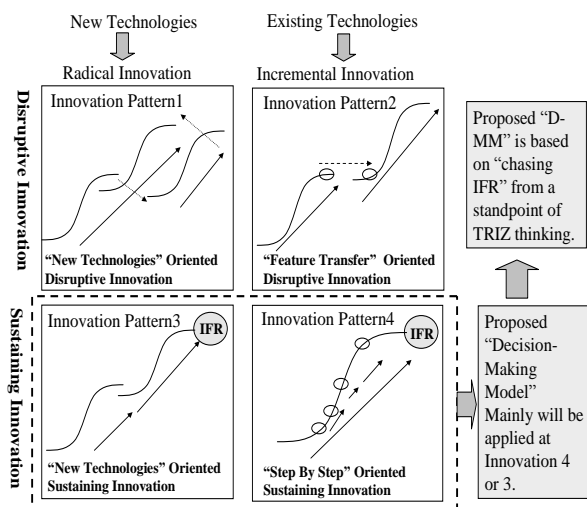 New Technologies
Existing Technologies
Radical Innovation
Incremental Innovation
Disruptive Innovation
Innovation Pattern1
“New Technologies” Oriented
Disruptive Innovation
Innovation Pattern2
“Feature Transfer” Oriented
Disruptive Innovation
Proposed “D-
MM” is based
on “chasing
IFR” from a
standpoint of
TRIZ thinking.
Sustaining Innovation
Innovation Pattern3
IFR
“New Technologies” Oriented
Sustaining Innovation
Innovation Pattern4
IFR
“Step By Step” Oriented
Sustaining Innovation
Proposed
“Decision-
Making
Model”
Mainly will be
applied at
Innovation 4
or 3.